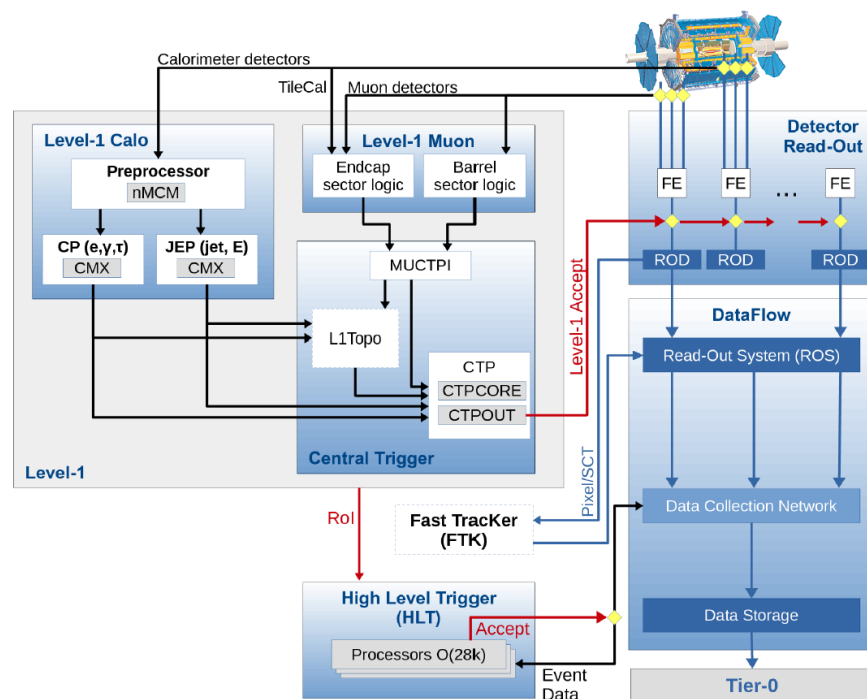 Calorimeter detectors
TileCal
Muon detectors
Level-1 Calo
Preprocessor
nMCM
CP (e,γ,τ)
CMX
JEP (jet, E)
CMX
Level-1 Muon
Endcap
sector logic
Barrel
sector logic
MUCTPI
L1Topo
CTP
CTPCORE
CTPOUT
Central Trigger
Level-1
Level-1 Accept
Detector
Read-Out
FE
FE
...
FE
ROD
ROD
ROD
DataFlow
Read-Out System (ROS)
Pixel/SCT
Data Collection Network
Data Storage
Tier-0
RoI
Fast TracKer
(FTK)
High Level Trigger
(HLT)
Accept
Processors O(28k)
Event
Data